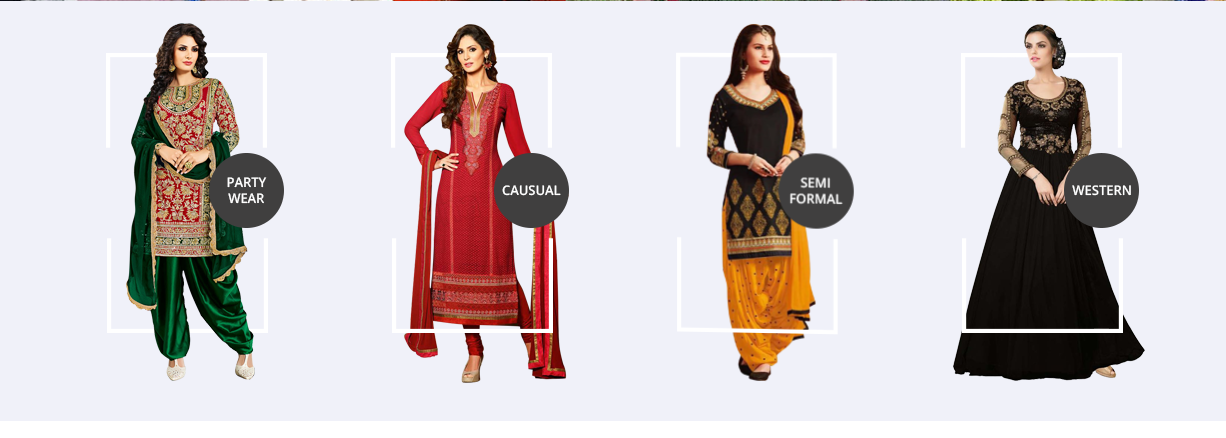 PARTY
WEAR
CAUSUAL
SEMI
FORMAL
WESTERN